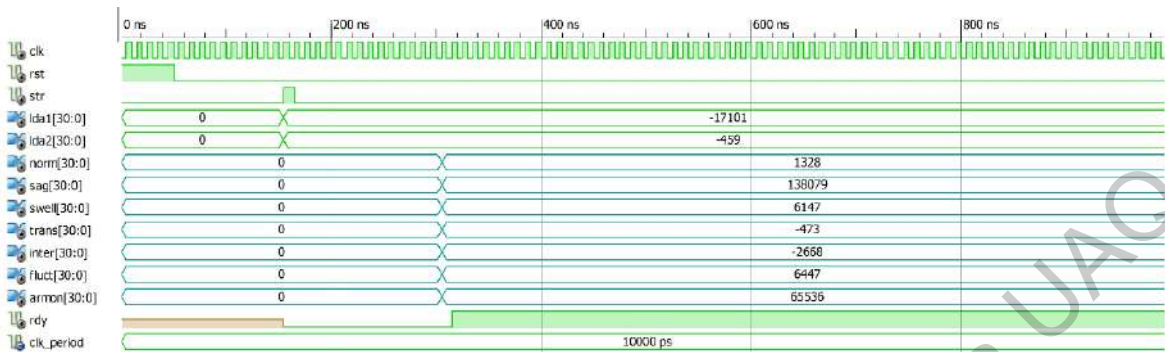 0 ns 200 ns 400 ns 600 ns 800 ns
clk
rst
str
lda1[30:0] 0 -17101
lda2[30:0] 0 -459
norm[30:0] 0 1328
sag[30:0] 0 138079
swell[30:0] 0 6147
trans[30:0] 0 -473
inter[30:0] 0 -2668
fluct[30:0] 0 6447
armon[30:0] 0 65536
rdy
clk_period 10000 ps
UAQ